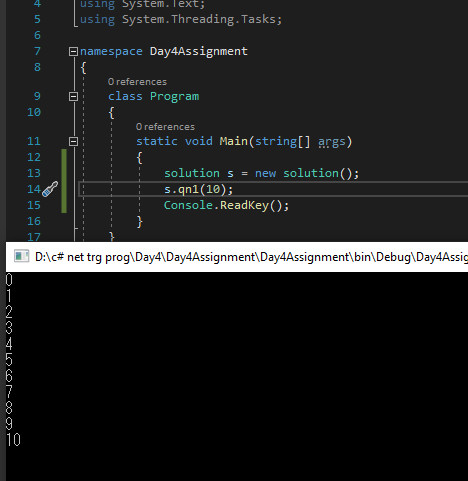 4 using System.Text;
5 using System.Threading.Tasks;
6
7 namespace Day4Assignment
8 {
0 references
9 class Program
10 {
0 references
11 static void Main(string[] args)
12 {
13 solution s = new solution();
14 s.qn1(10);
15 Console.ReadKey();
16 }
17 }
D:\c# net trg prog\Day4\Day4Assignment\Day4Assignment\bin\Debug\Day4Assig
0
1
2
3
4
5
6
7
8
9
10